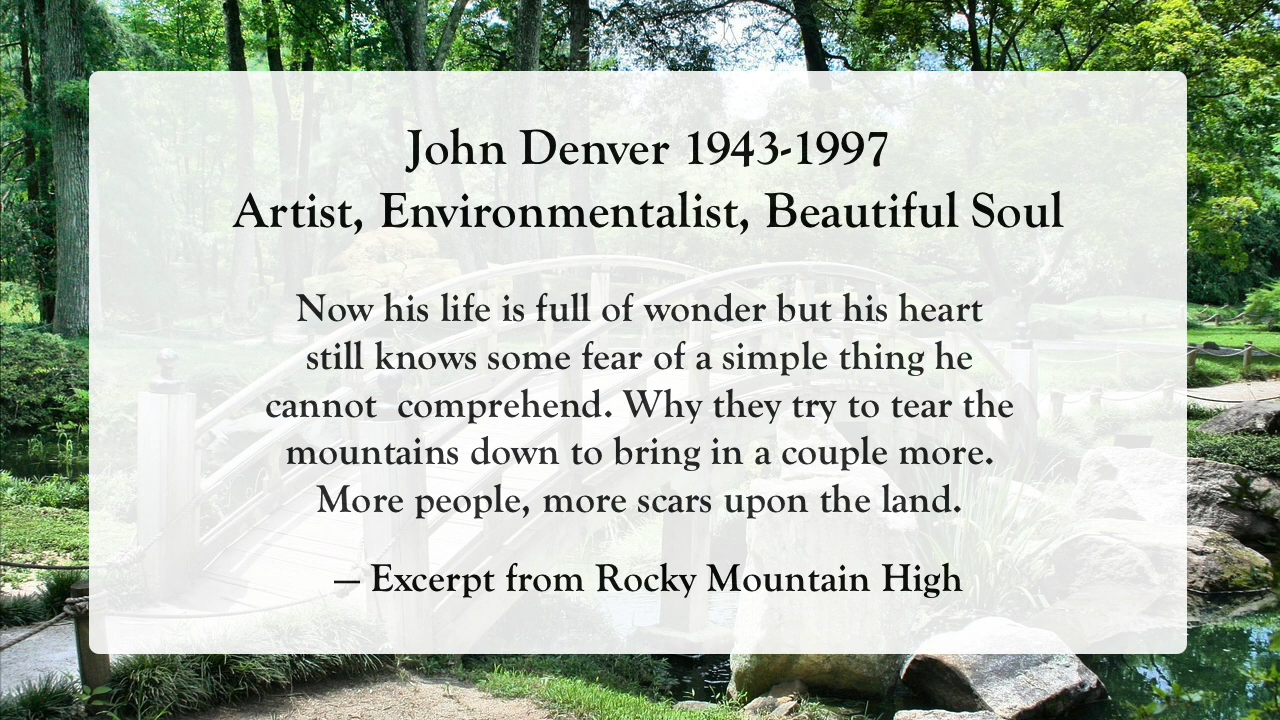 John Denver 1943-1997
Artist, Environmentalist, Beautiful Soul
Now his life is full of wonder but his heart
still knows some fear of a simple thing he
cannot  comprehend. Why they try to tear the
mountains down to bring in a couple more.
More people, more scars upon the land.
– Excerpt from Rocky Mountain High